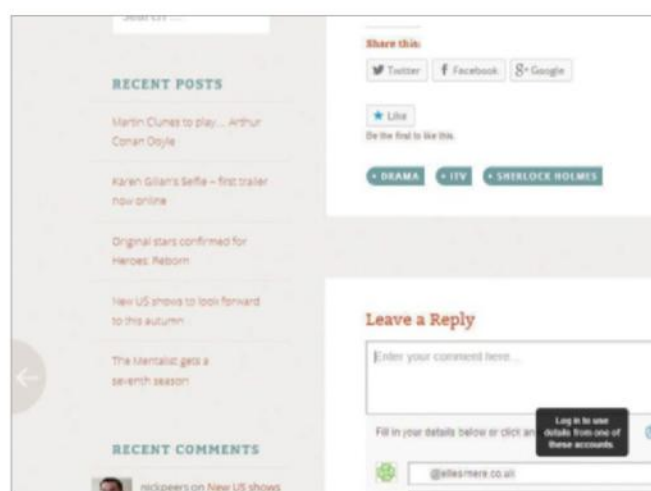 Search ...
RECENT POSTS
Martin Clunes to play... Arthur
Conan Doyle
Karen Gillan's Selfie – first trailer
now online
Original stars confirmed for
Heroes: Reborn
New US shows to look forward
to this autumn
The Mentalist gets a
seventh season
RECENT COMMENTS
nickpeers on New US shows
Share this:
Twitter
Facebook
Google
Like
Be the first to like this.
DRAMA
ITV
SHERLOCK HOLMES
Leave a Reply
Enter your comment here...
Fill in your details below or click an
Log in to use
details from one of
these accounts.
@ellesmere.co.uk